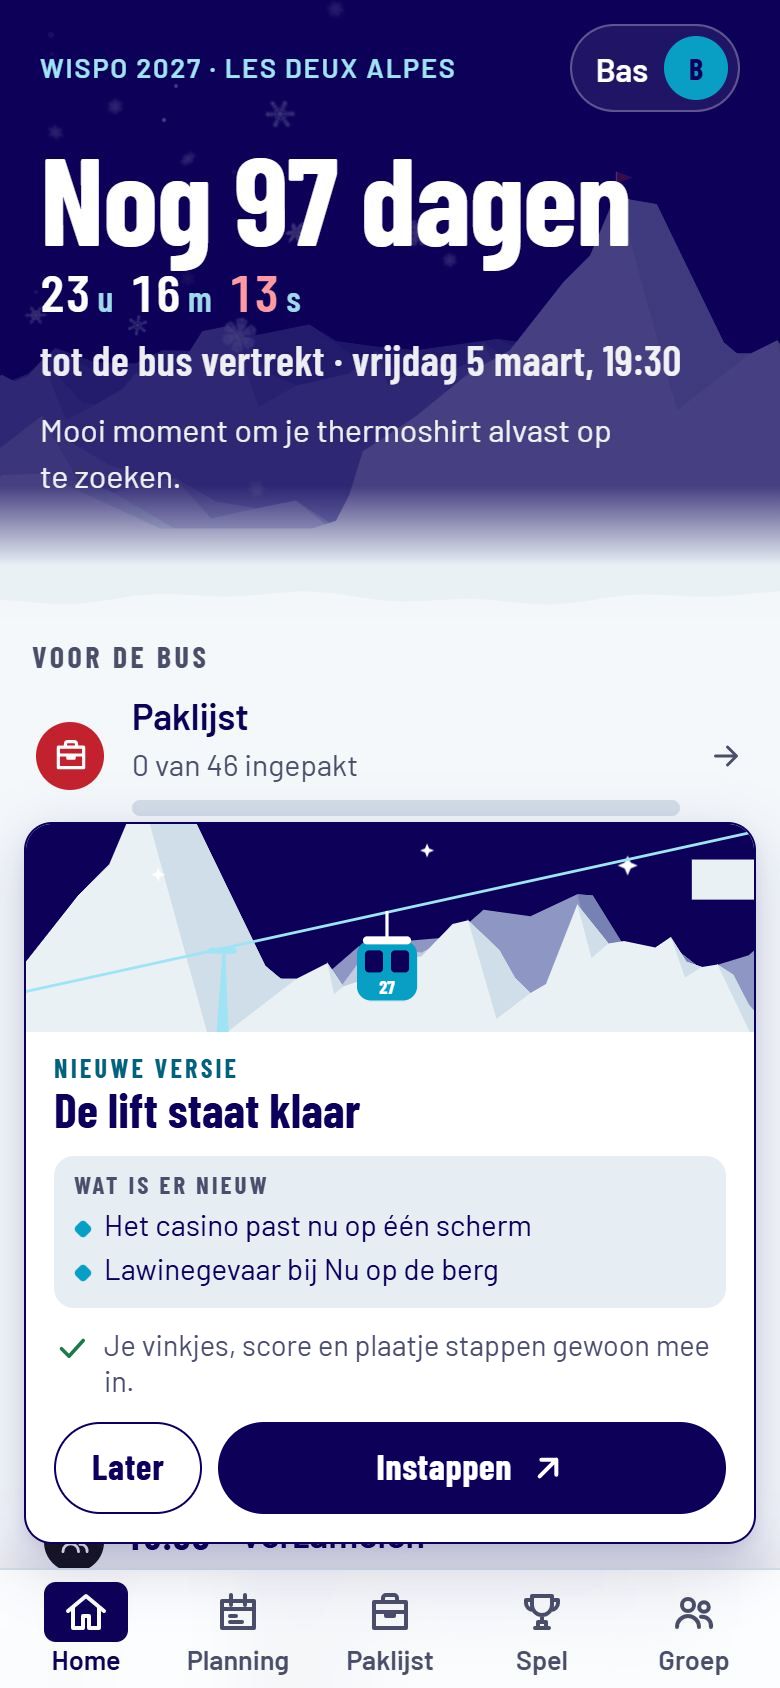 WISPO 2027 · LES DEUX ALPES
Bas
B
Nog 97 dagen
23 u 16 m 13 s
tot de bus vertrekt · vrijdag 5 maart, 19:30
Mooi moment om je thermoshirt alvast op
te zoeken.
VOOR DE BUS
Paklijst
0 van 46 ingepakt
27
NIEUWE VERSIE
De lift staat klaar
WAT IS ER NIEUW
Het casino past nu op één scherm
Lawinegevaar bij Nu op de berg
Je vinkjes, score en plaatje stappen gewoon mee
in.
Later
Instappen
Home
Planning
Paklijst
Spel
Groep